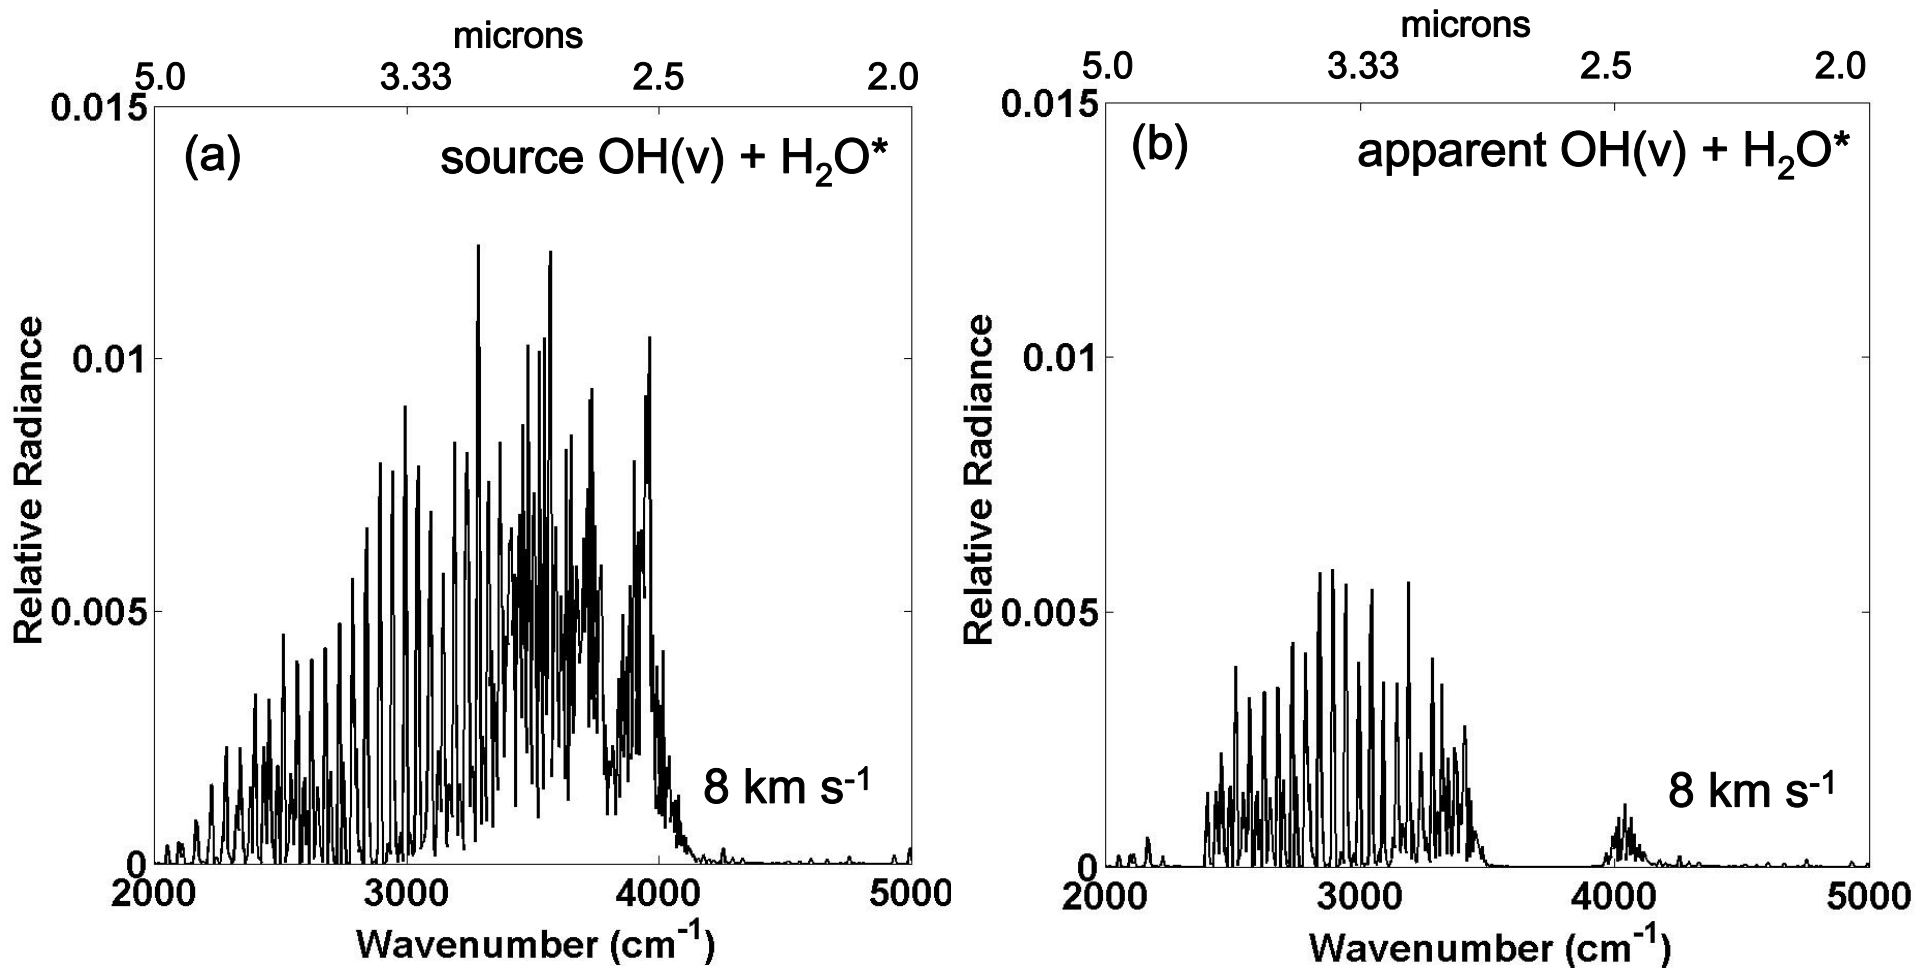 microns
5.0 3.33 2.5 2.0
0.015
(a) source OH(v) + H₂O*
0.01
Relative Radiance
0.005
8 km s⁻¹
0
2000 3000 4000 5000
Wavenumber (cm⁻¹)
microns
5.0 3.33 2.5 2.0
0.015
(b) apparent OH(v) + H₂O*
0.01
Relative Radiance
0.005
8 km s⁻¹
0
2000 3000 4000 5000
Wavenumber (cm⁻¹)